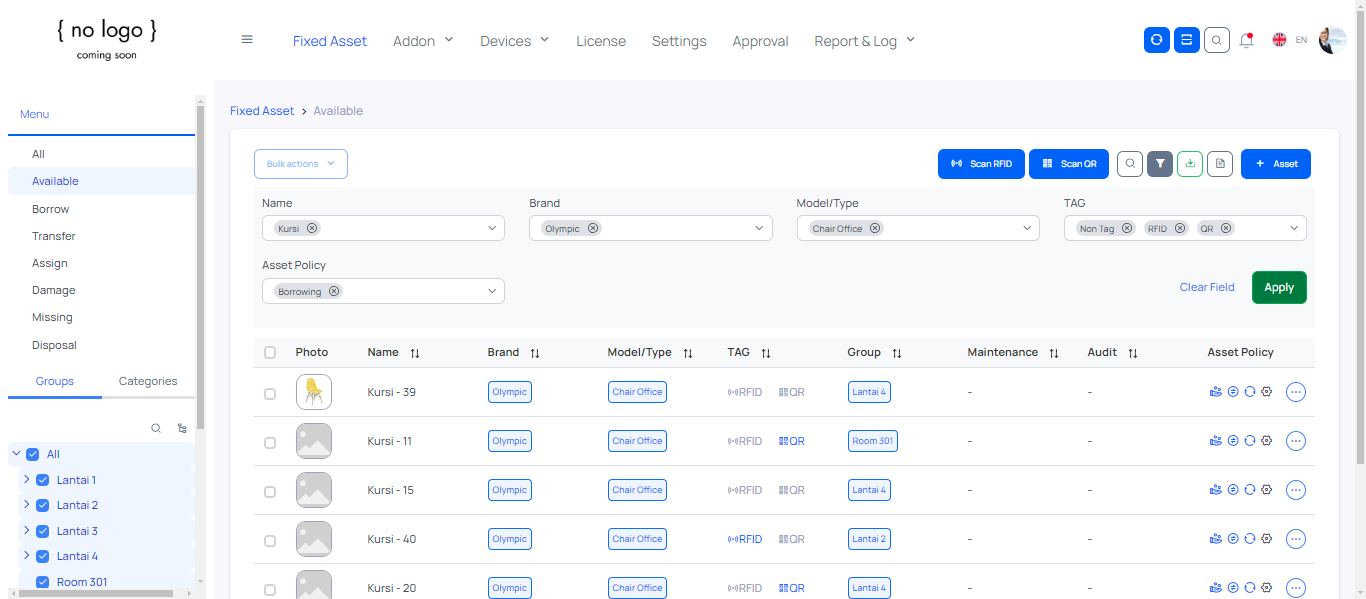 { no logo }
coming soon
Fixed Asset Addon Devices License Settings Approval Report & Log EN
Menu
All
Available
Borrow
Transfer
Assign
Damage
Missing
Disposal
Groups Categories
All
Lantai 1
Lantai 2
Lantai 3
Lantai 4
Room 301
Fixed Asset > Available
Bulk actions Scan RFID Scan QR + Asset
Name Brand Model/Type TAG
Kursi Olympic Chair Office Non Tag RFID QR
Asset Policy
Borrowing Clear Field Apply
Photo Name Brand Model/Type TAG Group Maintenance Audit Asset Policy
Kursi - 39 Olympic Chair Office RFID QR Lantai 4 - -
Kursi - 11 Olympic Chair Office RFID QR Room 301 - -
Kursi - 15 Olympic Chair Office RFID QR Lantai 4 - -
Kursi - 40 Olympic Chair Office RFID QR Lantai 2 - -
Kursi - 20 Olympic Chair Office RFID QR Lantai 4 - -